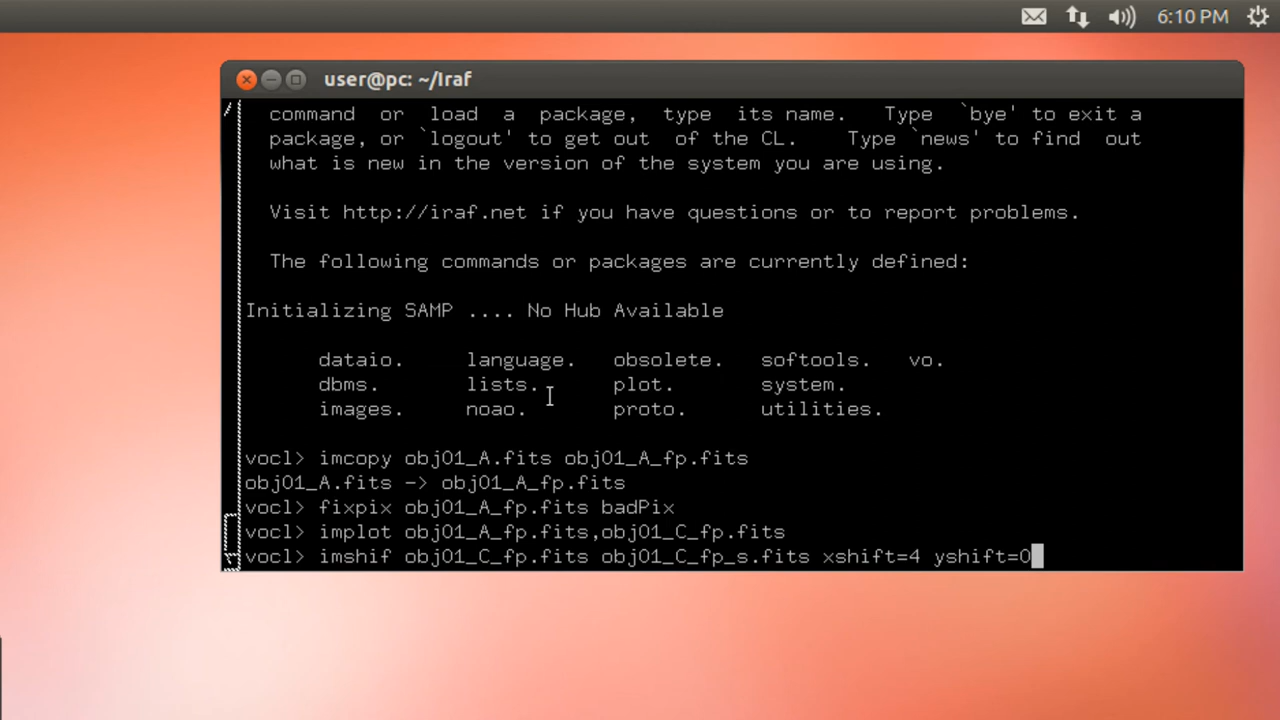 6:10 PM
user@pc: ~/Iraf
command or load a package, type its name. Type `bye' to exit a
package, or `logout' to get out of the CL. Type `news' to find out
what is new in the version of the system you are using.
Visit http://iraf.net if you have questions or to report problems.
The following commands or packages are currently defined:
Initializing SAMP .... No Hub Available
dataio. language. obsolete. softools. vo.
dbms. lists. plot. system.
images. noao. proto. utilities.
vocl> imcopy obj01_A.fits obj01_A_fp.fits
obj01_A.fits -> obj01_A_fp.fits
vocl> fixpix obj01_A_fp.fits badPix
vocl> implot obj01_A_fp.fits,obj01_C_fp.fits
vocl> imshif obj01_C_fp.fits obj01_C_fp_s.fits xshift=4 yshift=0